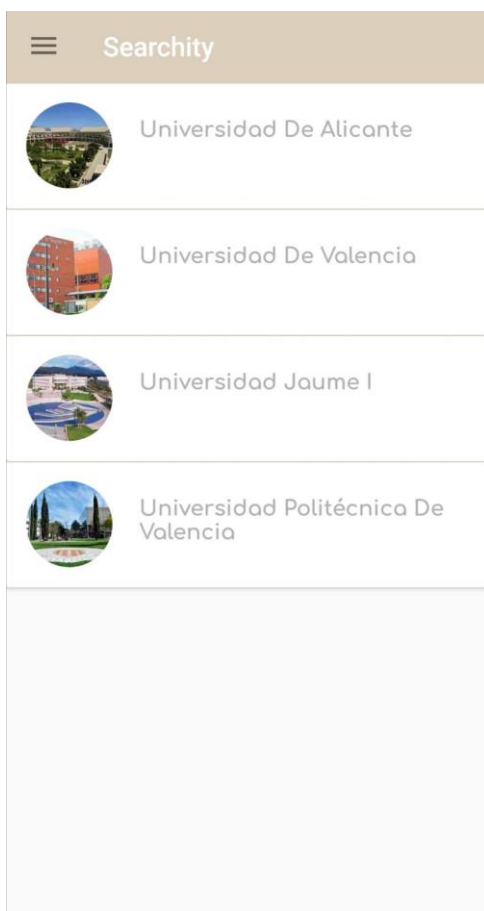 Searchity
Universidad De Alicante
Universidad De Valencia
Universidad Jaume I
Universidad Politécnica De
Valencia